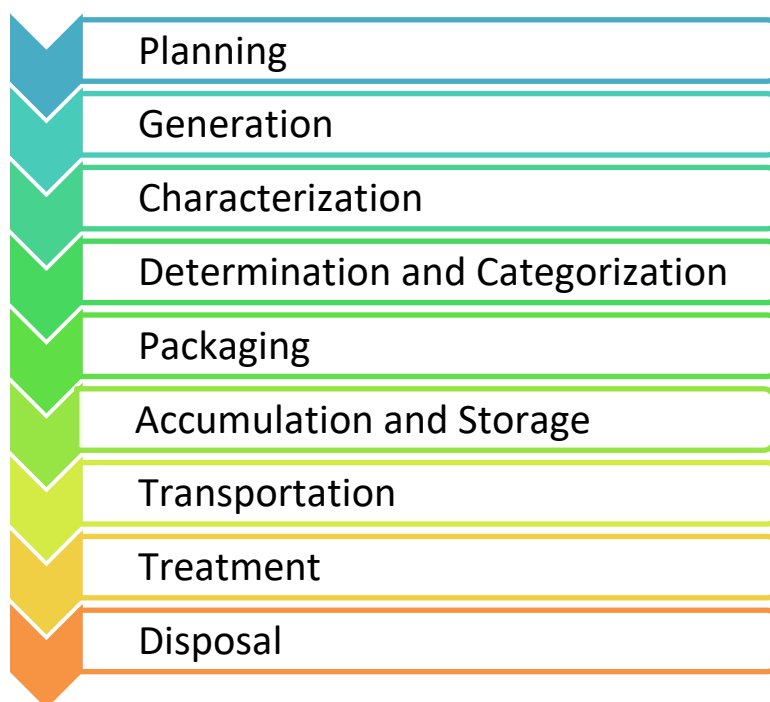 Planning
Generation
Characterization
Determination and Categorization
Packaging
Accumulation and Storage
Transportation
Treatment
Disposal